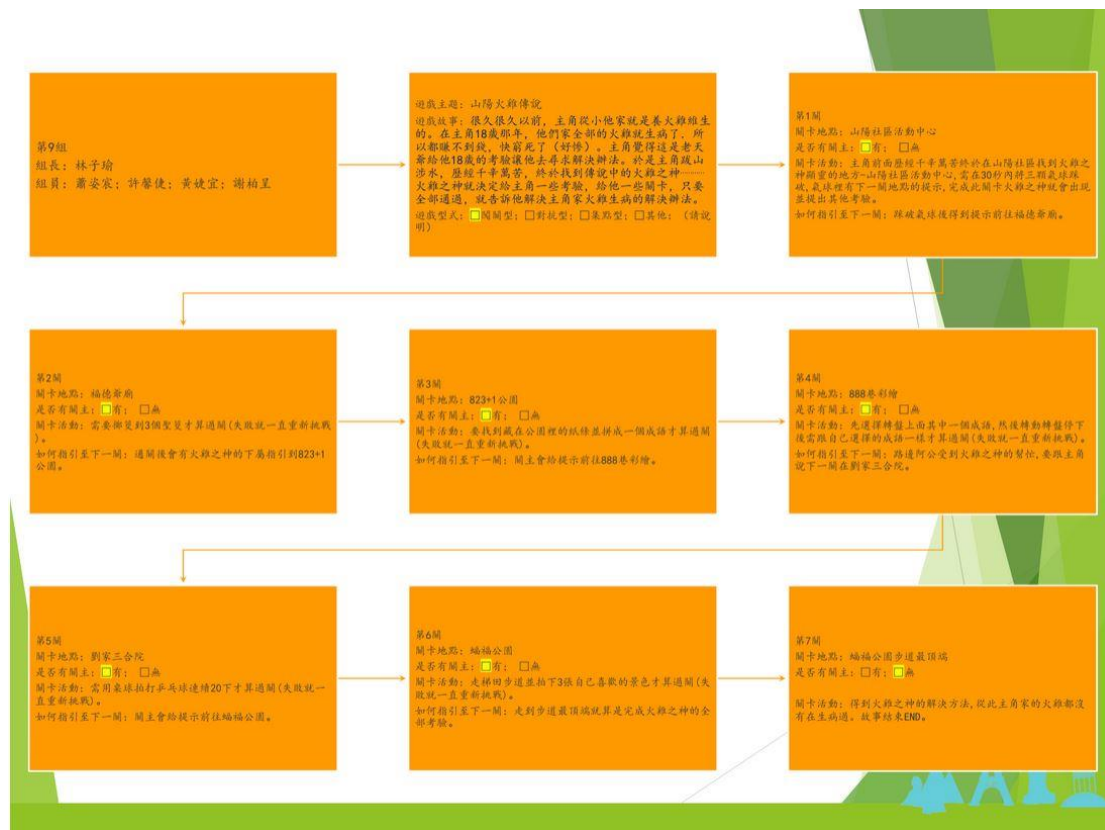 第9組
組長：林子瑜
組員：蕭姿宸；許馨倢；黃婕宜；謝柏呈
遊戲主題：山陽火雞傳說
遊戲故事：很久很久以前，主角從小他家就是養火雞維生
的。在主角18歲那年，他們家全部的火雞就生病了．所
以都賺不到錢，快窮死了（好慘）。主角覺得這是老天
爺給他18歲的考驗讓他去尋求解決辦法。於是主角跋山
涉水，歷經千辛萬苦，終於找到傳說中的火雞之神………
火雞之神就決定給主角一些考驗，給他一些關卡，只要
全部通過，就告訴他解決主角家火雞生病的解決辦法。
遊戲型式：□闖關型；□對抗型；□集點型；□其他：（請說
明）
第1關
關卡地點：山陽社區活動中心
是否有關主：□有；　□無
關卡活動：主角前面歷經千辛萬苦終於在山陽社區找到火雞之
神顯靈的地方-山陽社區活動中心,需在30秒內將三顆氣球踩
破,氣球裡有下一關地點的提示,完成此關卡火雞之神就會出現
並提出其他考驗。
如何指引至下一關：踩破氣球後得到提示前往福德爺廟。
第2關
關卡地點：福德爺廟
是否有關主：□有；　□無
關卡活動：需要擲筊到3個聖筊才算過關(失敗就一直重新挑戰
)。
如何指引至下一關：過關後會有火雞之神的下屬指引到823+1
公園。
第3關
關卡地點：823+1公園
是否有關主：□有；　□無
關卡活動：要找到藏在公園裡的紙條並拼成一個成語才算過關
(失敗就一直重新挑戰)。
如何指引至下一關：關主會給提示前往888巷彩繪。
第4關
關卡地點：888巷彩繪
是否有關主：□有；　□無
關卡活動：先選擇轉盤上面其中一個成語,然後轉動轉盤停下
後需跟自己選擇的成語一樣才算過關(失敗就一直重新挑戰)。
如何指引至下一關：路邊阿公受到火雞之神的幫忙,要跟主角
說下一關在劉家三合院。
第5關
關卡地點：劉家三合院
是否有關主：□有；　□無
關卡活動：需用桌球拍打乒乓球連續20下才算過關(失敗就一
直重新挑戰)。
如何指引至下一關：關主會給提示前往蝙福公園。
第6關
關卡地點：蝙福公園
是否有關主：□有；　□無
關卡活動：走梯田步道並拍下3張自己喜歡的景色才算過關(失
敗就一直重新挑戰)。
如何指引至下一關：走到步道最頂端就算是完成火雞之神的全
部考驗。
第7關
關卡地點：蝙福公園步道最頂端
是否有關主：□有；　□無
關卡活動：得到火雞之神的解決方法,從此主角家的火雞都沒
有在生病過。故事結束END。